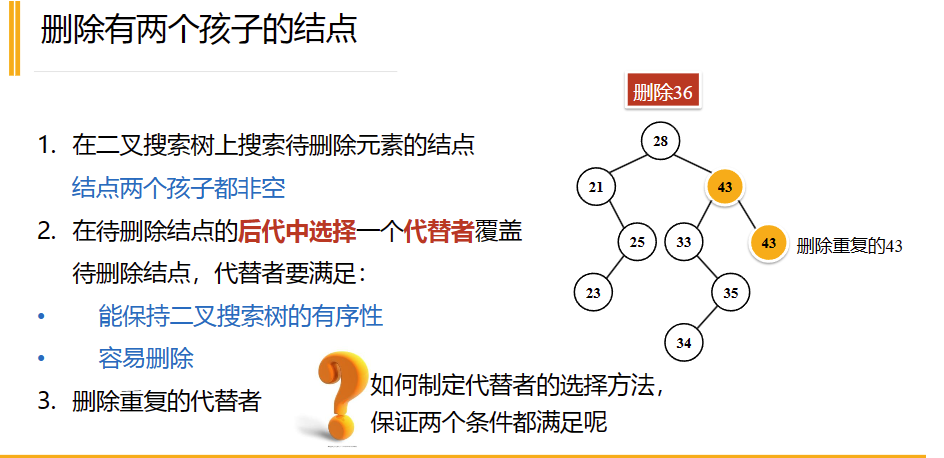 删除有两个孩子的结点
删除36
1. 在二叉搜索树上搜索待删除元素的结点
结点两个孩子都非空
2. 在待删除结点的后代中选择一个代替者覆盖
待删除结点，代替者要满足：
• 能保持二叉搜索树的有序性
• 容易删除
3. 删除重复的代替者
如何制定代替者的选择方法，
保证两个条件都满足呢
28
21
43
25
33
43
删除重复的43
23
35
34